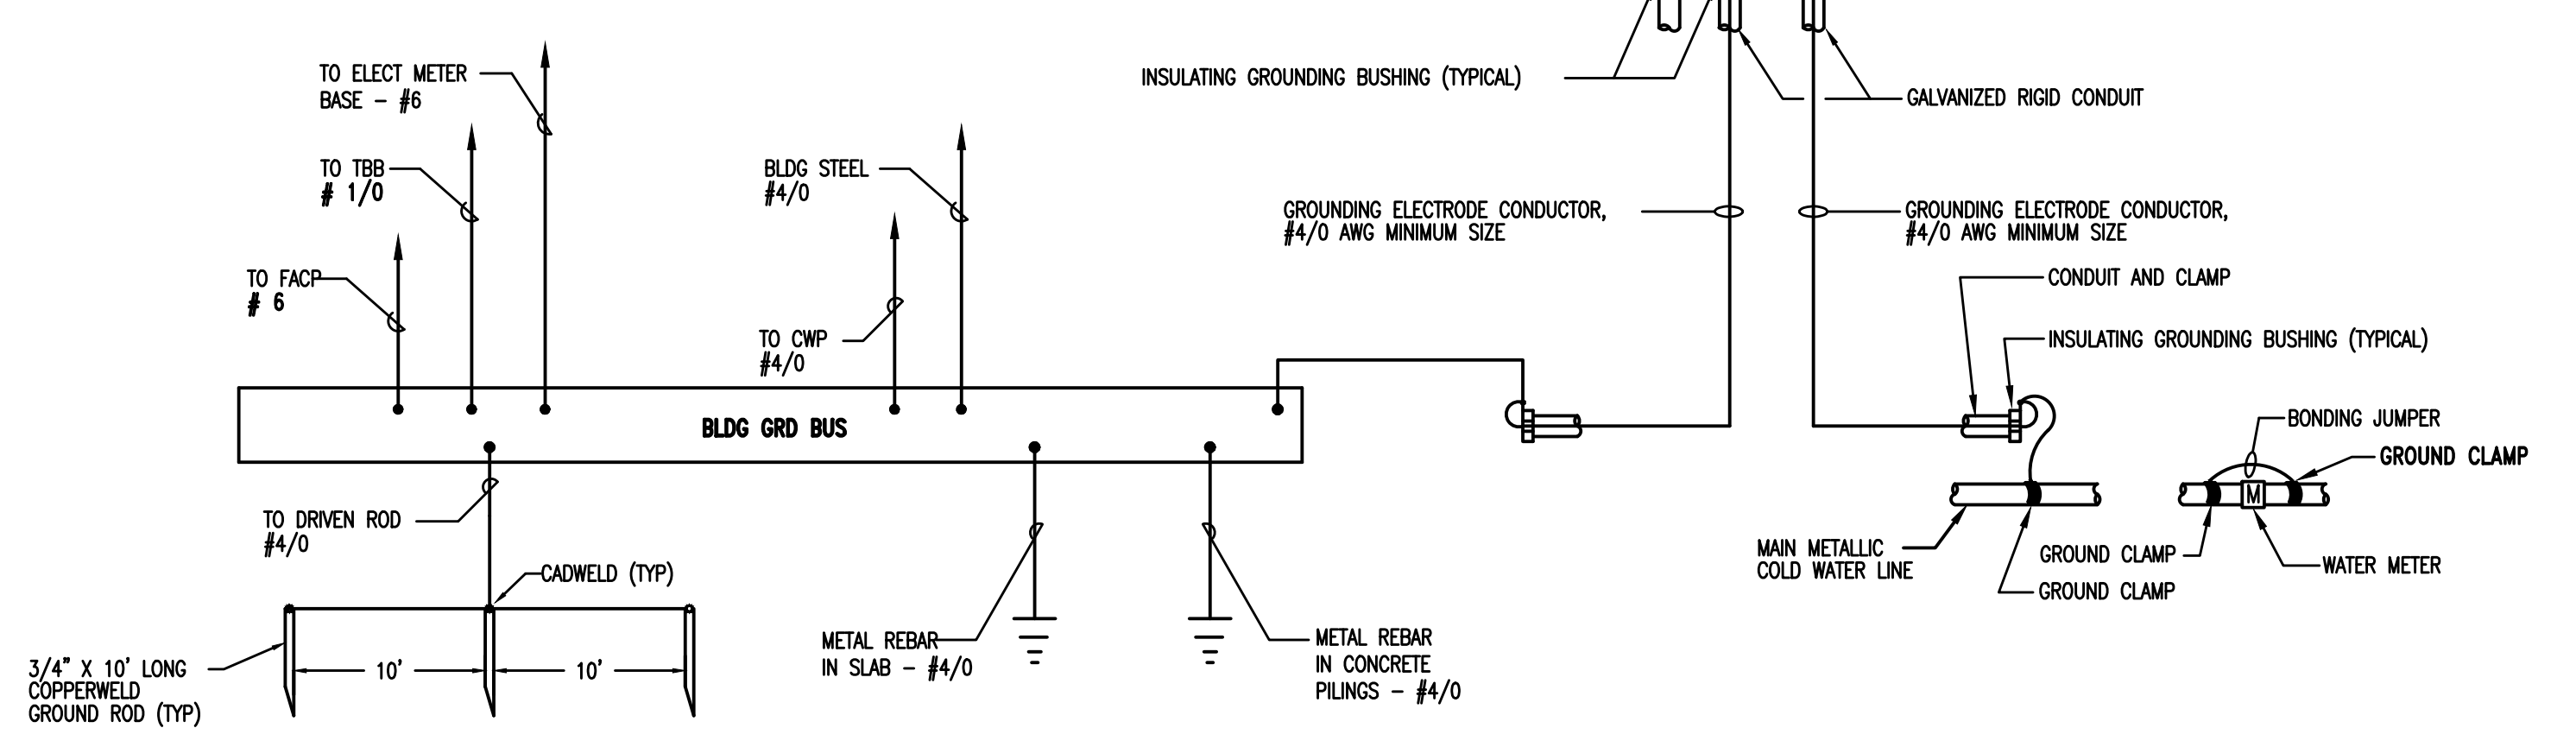 TO ELECT METER
BASE - #6
TO TBB
# 1/0
TO FACP
# 6
BLDG STEEL
#4/0
TO CWP
#4/0
INSULATING GROUNDING BUSHING (TYPICAL)
GALVANIZED RIGID CONDUIT
GROUNDING ELECTRODE CONDUCTOR,
#4/0 AWG MINIMUM SIZE
GROUNDING ELECTRODE CONDUCTOR,
#4/0 AWG MINIMUM SIZE
CONDUIT AND CLAMP
INSULATING GROUNDING BUSHING (TYPICAL)
BLDG GRD BUS
BONDING JUMPER
GROUND CLAMP
M
TO DRIVEN ROD
#4/0
CADWELD (TYP)
MAIN METALLIC
COLD WATER LINE
GROUND CLAMP
GROUND CLAMP
WATER METER
3/4" X 10' LONG
COPPERWELD
GROUND ROD (TYP)
10'
10'
METAL REBAR
IN SLAB - #4/0
METAL REBAR
IN CONCRETE
PILINGS - #4/0